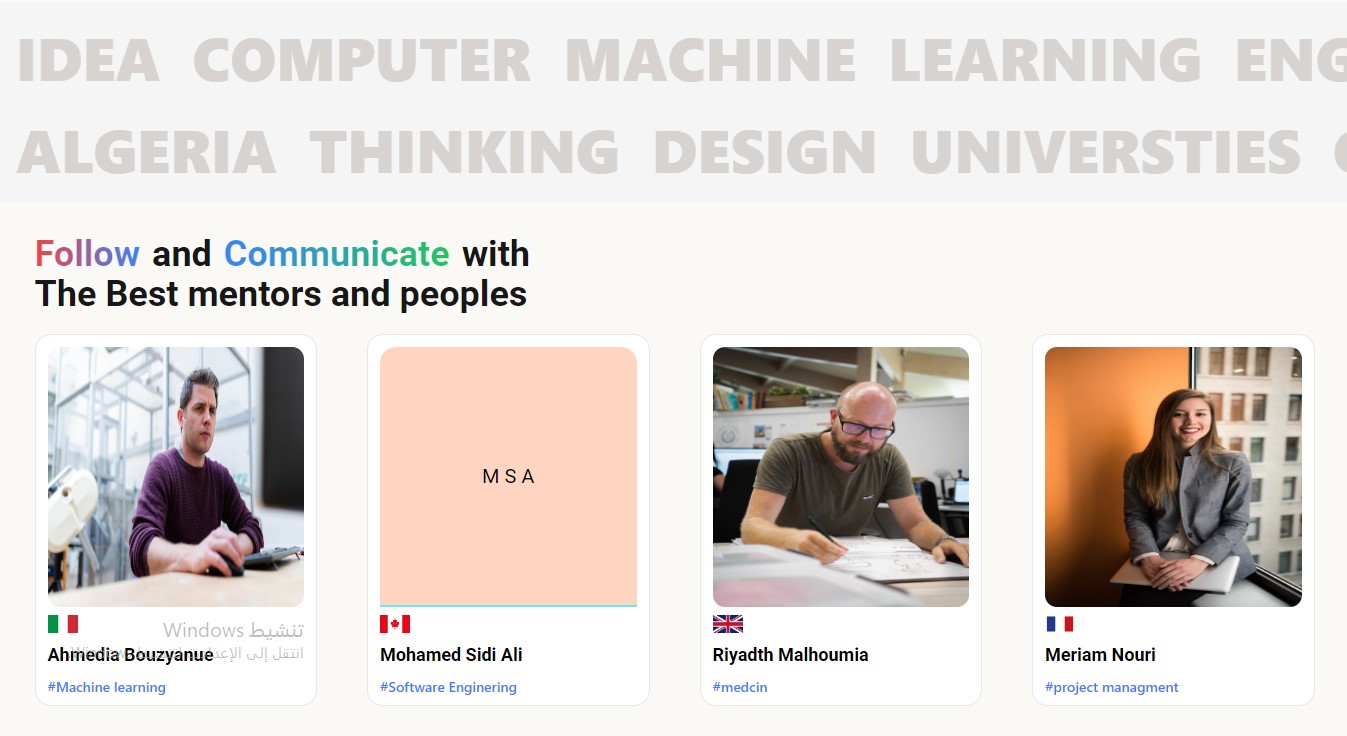 IDEA COMPUTER MACHINE LEARNING ENG
ALGERIA THINKING DESIGN UNIVERSTIES
Follow and Communicate with
The Best mentors and peoples
M S A
تنشيط Windows
انتقل إلى
Ahmedia Bouzyanue
#Machine learning
Mohamed Sidi Ali
#Software Enginering
Riyadth Malhoumia
#medcin
Meriam Nouri
#project managment